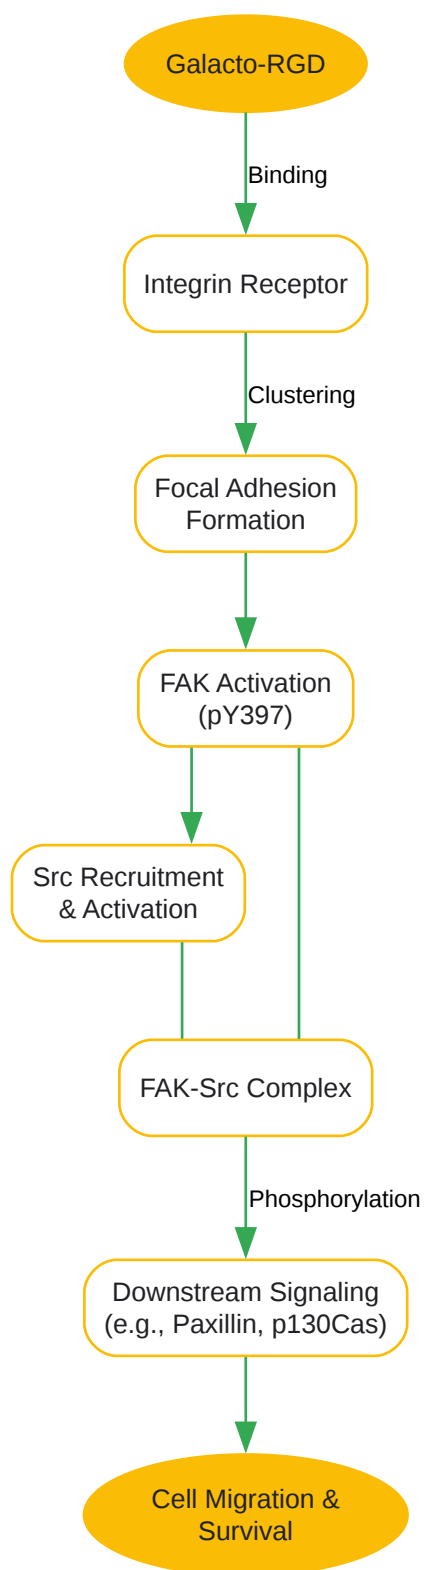 Galacto-RGD
Binding
Integrin Receptor
Clustering
Focal Adhesion
Formation
FAK Activation
(pY397)
Src Recruitment
& Activation
FAK-Src Complex
Phosphorylation
Downstream Signaling
(e.g., Paxillin, p130Cas)
Cell Migration &
Survival